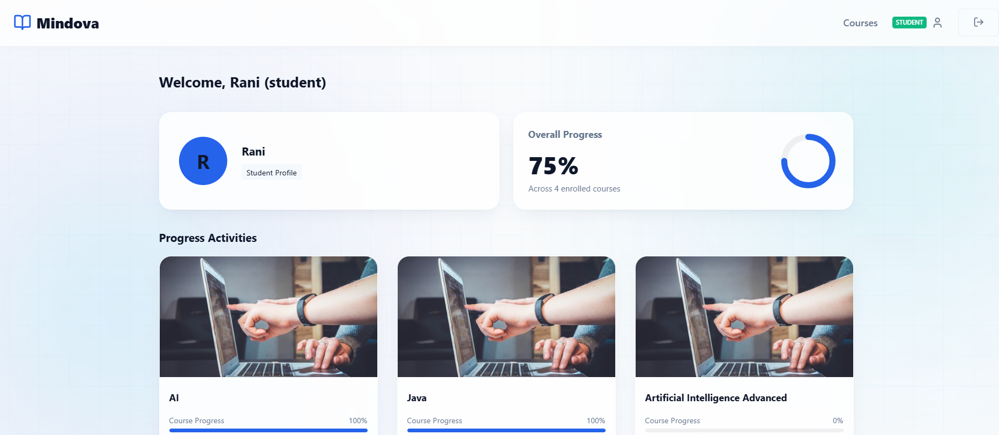 Mindova
Courses
STUDENT
Welcome, Rani (student)
R
Rani
Student Profile
Overall Progress
75%
Across 4 enrolled courses
Progress Activities
AI
Course Progress 100%
Java
Course Progress 100%
Artificial Intelligence Advanced
Course Progress 0%